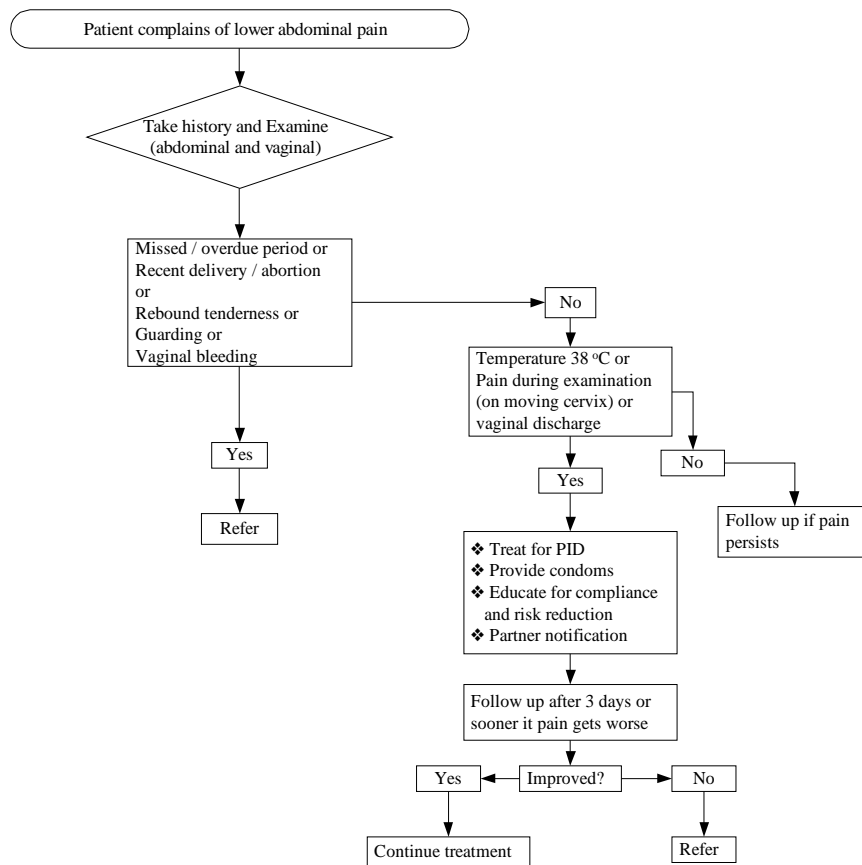 Patient complains of lower abdominal pain
Take history and Examine
(abdominal and vaginal)
Missed / overdue period or
Recent delivery / abortion
or
Rebound tenderness or
Guarding or
Vaginal bleeding
No
Temperature 38 °C or
Pain during examination
(on moving cervix) or
vaginal discharge
Yes
No
Yes
Refer
Follow up if pain
persists
❖ Treat for PID
❖ Provide condoms
❖ Educate for compliance
and risk reduction
❖ Partner notification
Follow up after 3 days or
sooner it pain gets worse
Yes
Improved?
No
Continue treatment
Refer